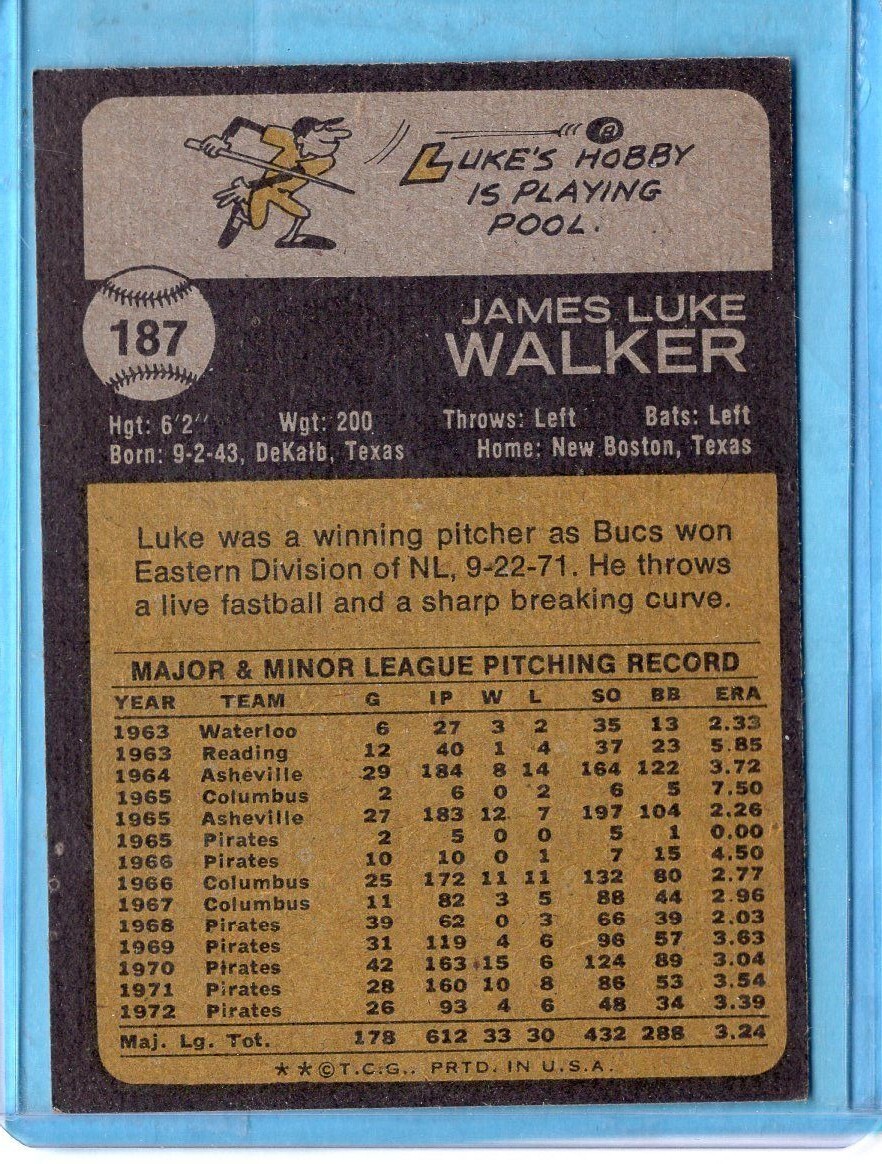 8
LUKE'S HOBBY
IS PLAYING
POOL.
187
JAMES LUKE
WALKER
Hgt: 6'2" Wgt: 200 Throws: Left Bats: Left
Born: 9-2-43, DeKalb, Texas Home: New Boston, Texas
Luke was a winning pitcher as Bucs won
Eastern Division of NL, 9-22-71. He throws
a live fastball and a sharp breaking curve.
MAJOR & MINOR LEAGUE PITCHING RECORD
YEAR TEAM G IP W L SO BB ERA
1963 Waterloo 6 27 3 2 35 13 2.33
1963 Reading 12 40 1 4 37 23 5.85
1964 Asheville 29 184 8 14 164 122 3.72
1965 Columbus 2 6 0 2 6 5 7.50
1965 Asheville 27 183 12 7 197 104 2.26
1965 Pirates 2 5 0 0 5 1 0.00
1966 Pirates 10 10 0 1 7 15 4.50
1966 Columbus 25 172 11 11 132 80 2.77
1967 Columbus 11 82 3 5 88 44 2.96
1968 Pirates 39 62 0 3 66 39 2.03
1969 Pirates 31 119 4 6 96 57 3.63
1970 Pirates 42 163 15 6 124 89 3.04
1971 Pirates 28 160 10 8 86 53 3.54
1972 Pirates 26 93 4 6 48 34 3.39
Maj. Lg. Tot. 178 612 33 30 432 288 3.24
**©T.C.G.. PRTD. IN U.S.A.